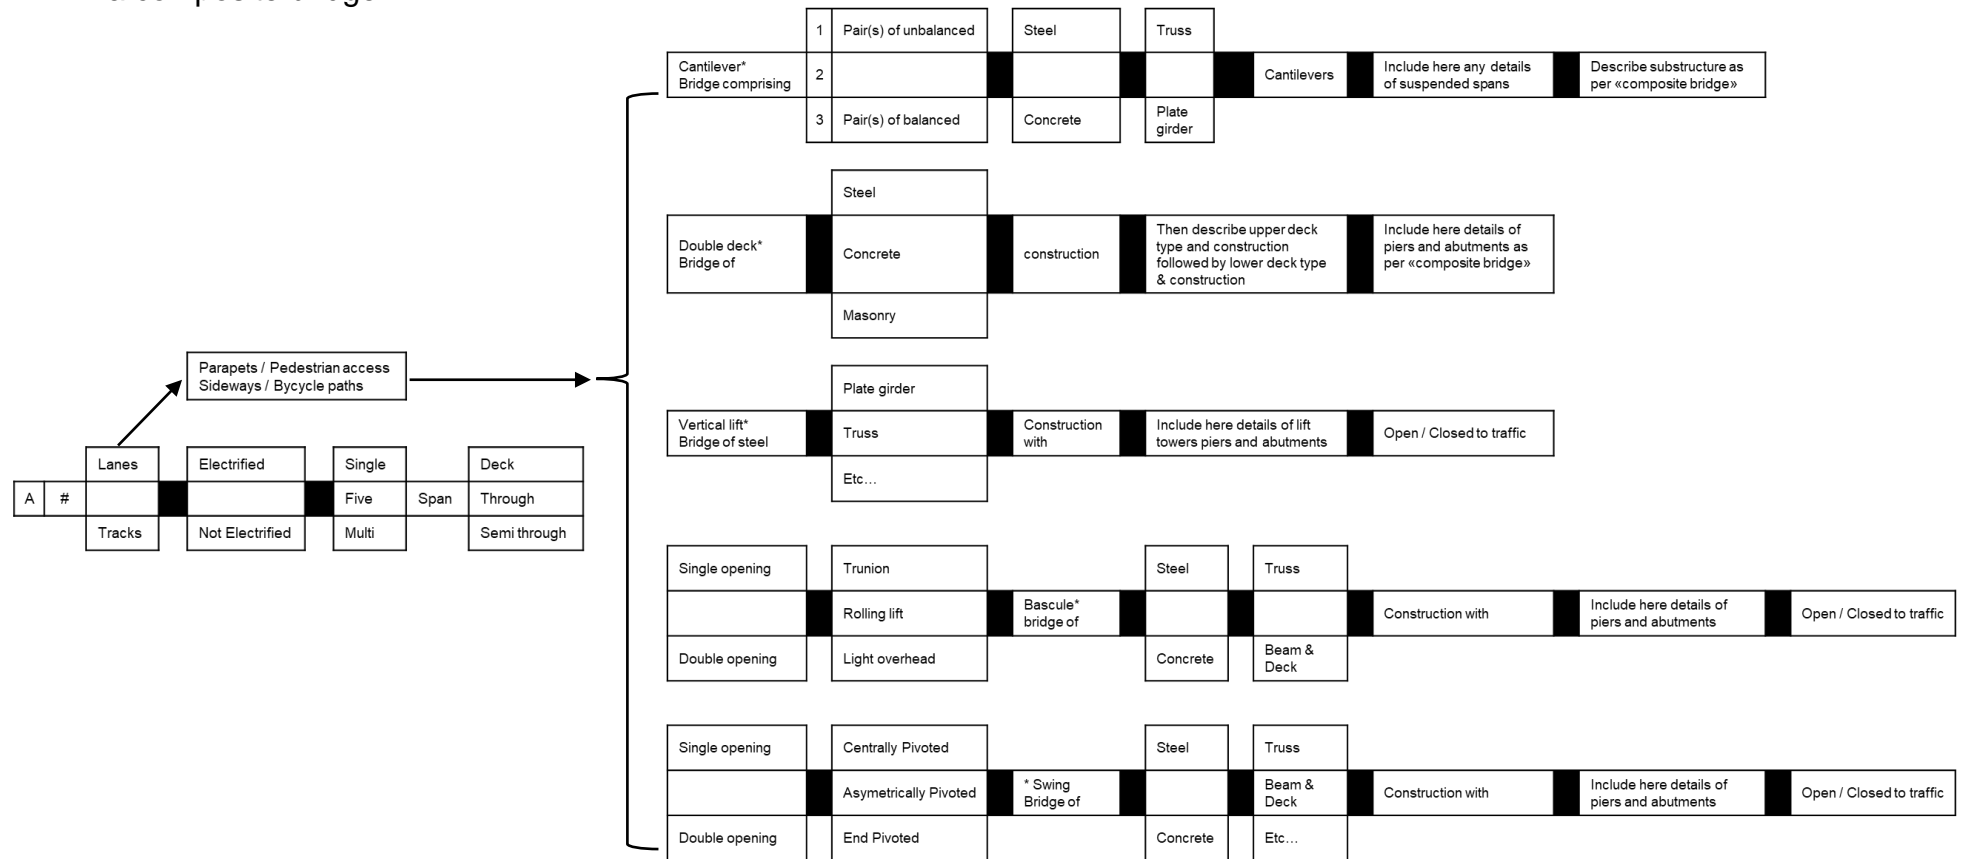 a composite bridge
1 Pair(s) of unbalanced Steel Truss
Cantilever*
Bridge comprising
2
Cantilevers
Include here any details
of suspended spans
Describe substructure as
per «composite bridge»
3 Pair(s) of balanced Concrete
Plate
girder
Steel
Double deck*
Bridge of
Concrete
construction
Then describe upper deck
type and construction
followed by lower deck type
& construction
Include here details of
piers and abutments as
per «composite bridge»
Masonry
Parapets / Pedestrian access
Sideways / Bycycle paths
Plate girder
Vertical lift*
Bridge of steel
Truss
Construction
with
Include here details of lift
towers piers and abutments
Open / Closed to traffic
Etc…
Lanes Electrified Single Deck
A # Five Span Through
Tracks Not Electrified Multi Semi through
Single opening Trunion Steel Truss
Rolling lift
Bascule*
bridge of
Construction with
Include here details of
piers and abutments
Open / Closed to traffic
Double opening Light overhead Concrete
Beam &
Deck
Single opening Centrally Pivoted Steel Truss
Asymetrically Pivoted
* Swing
Bridge of
Beam &
Deck
Construction with
Include here details of
piers and abutments
Open / Closed to traffic
Double opening End Pivoted Concrete Etc…